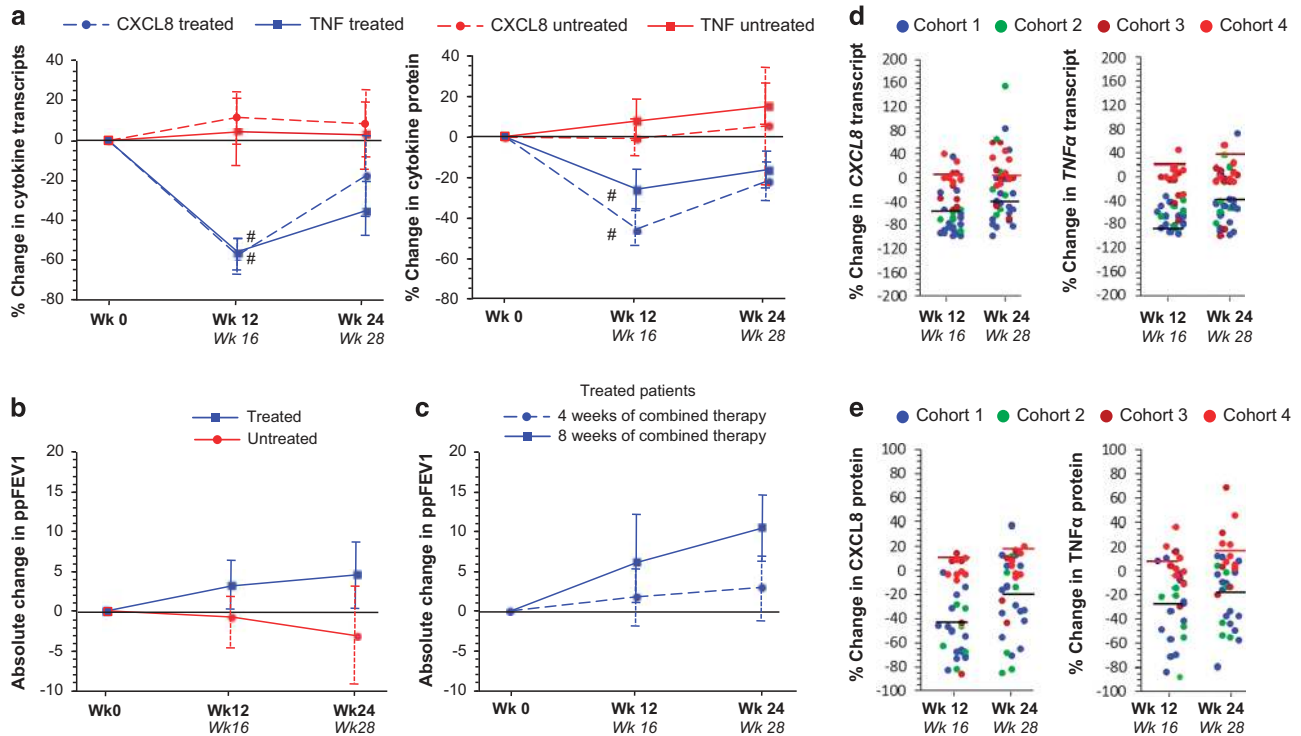 a
CXCL8 treated TNF treated CXCL8 untreated TNF untreated
% Change in cytokine transcripts
40
20
0
-20
-40
-60
-80
#
#
Wk 0 Wk 12 Wk 24
Wk 16 Wk 28
% Change in cytokine protein
40
20
0
-20
-40
-60
-80
#
#
Wk 0 Wk 12 Wk 24
Wk 16 Wk 28
b
Treated
Untreated
Absolute change in ppFEV1
20
15
10
5
0
-5
-10
Wk0 Wk12 Wk24
Wk16 Wk28
c
Treated patients
4 weeks of combined therapy
8 weeks of combined therapy
Absolute change in ppFEV1
20
15
10
5
0
-5
-10
Wk 0 Wk 12 Wk 24
Wk 16 Wk 28
d
Cohort 1 Cohort 2 Cohort 3 Cohort 4
% Change in CXCL8 transcript
200
160
120
80
40
0
-40
-80
-120
-160
-200
Wk 12 Wk 24
Wk 16 Wk 28
% Change in TNFα transcript
200
160
120
80
40
0
-40
-80
-120
-160
-200
Wk 12 Wk 24
Wk 16 Wk 28
e
Cohort 1 Cohort 2 Cohort 3 Cohort 4
% Change in CXCL8 protein
100
80
60
40
20
0
-20
-40
-60
-80
-100
Wk 12 Wk 24
Wk 16 Wk 28
% Change in TNFα protein
100
80
60
40
20
0
-20
-40
-60
-80
-100
Wk 12 Wk 24
Wk 16 Wk 28